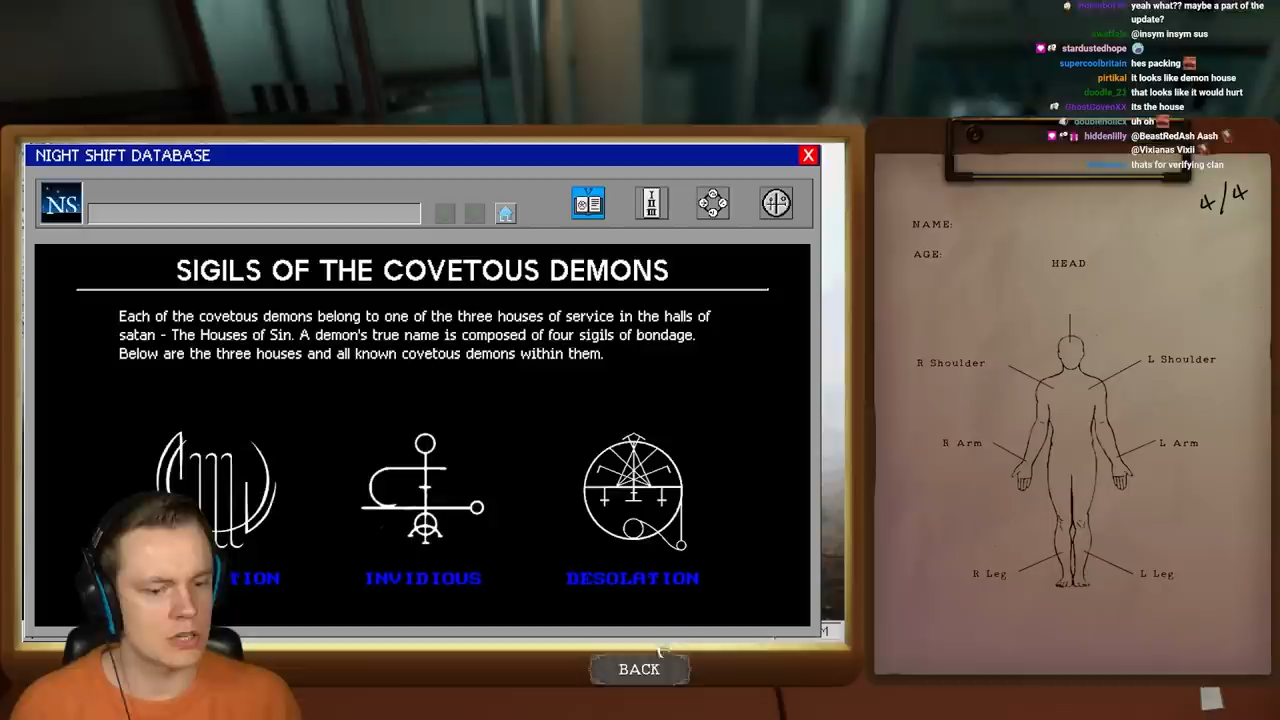 yeah what?? maybe a part of the
update?
@insym insym sus
stardustedhope
supercoolbritain hes packing
pirtikal it looks like demon house
doodle_23 that looks like it would hurt
GhostCovenXX its the house
uh oh
hiddenlilly @BeastRedAsh Aash
@Vixianas Vixii
thats for verifying clan
NIGHT SHIFT DATABASE
X
NS
SIGILS OF THE COVETOUS DEMONS
Each of the covetous demons belong to one of the three houses of service in the halls of
satan - The Houses of Sin. A demon's true name is composed of four sigils of bondage.
Below are the three houses and all known covetous demons within them.
TION
INVIDIOUS
DESOLATION
BACK
4/4
NAME:
AGE:
HEAD
R Shoulder
L Shoulder
R Arm
L Arm
R Leg
L Leg